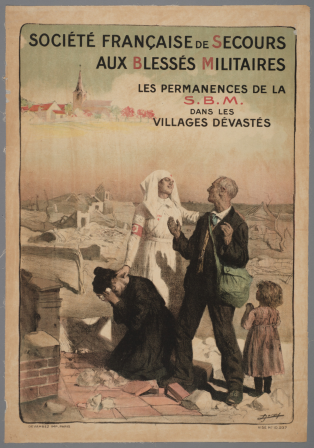 SOCIÉTÉ FRANÇAISE DE SECOURS
AUX BLESSÉS MILITAIRES
LES PERMANENCES DE LA
S.B.M.
DANS LES
VILLAGES DÉVASTÉS